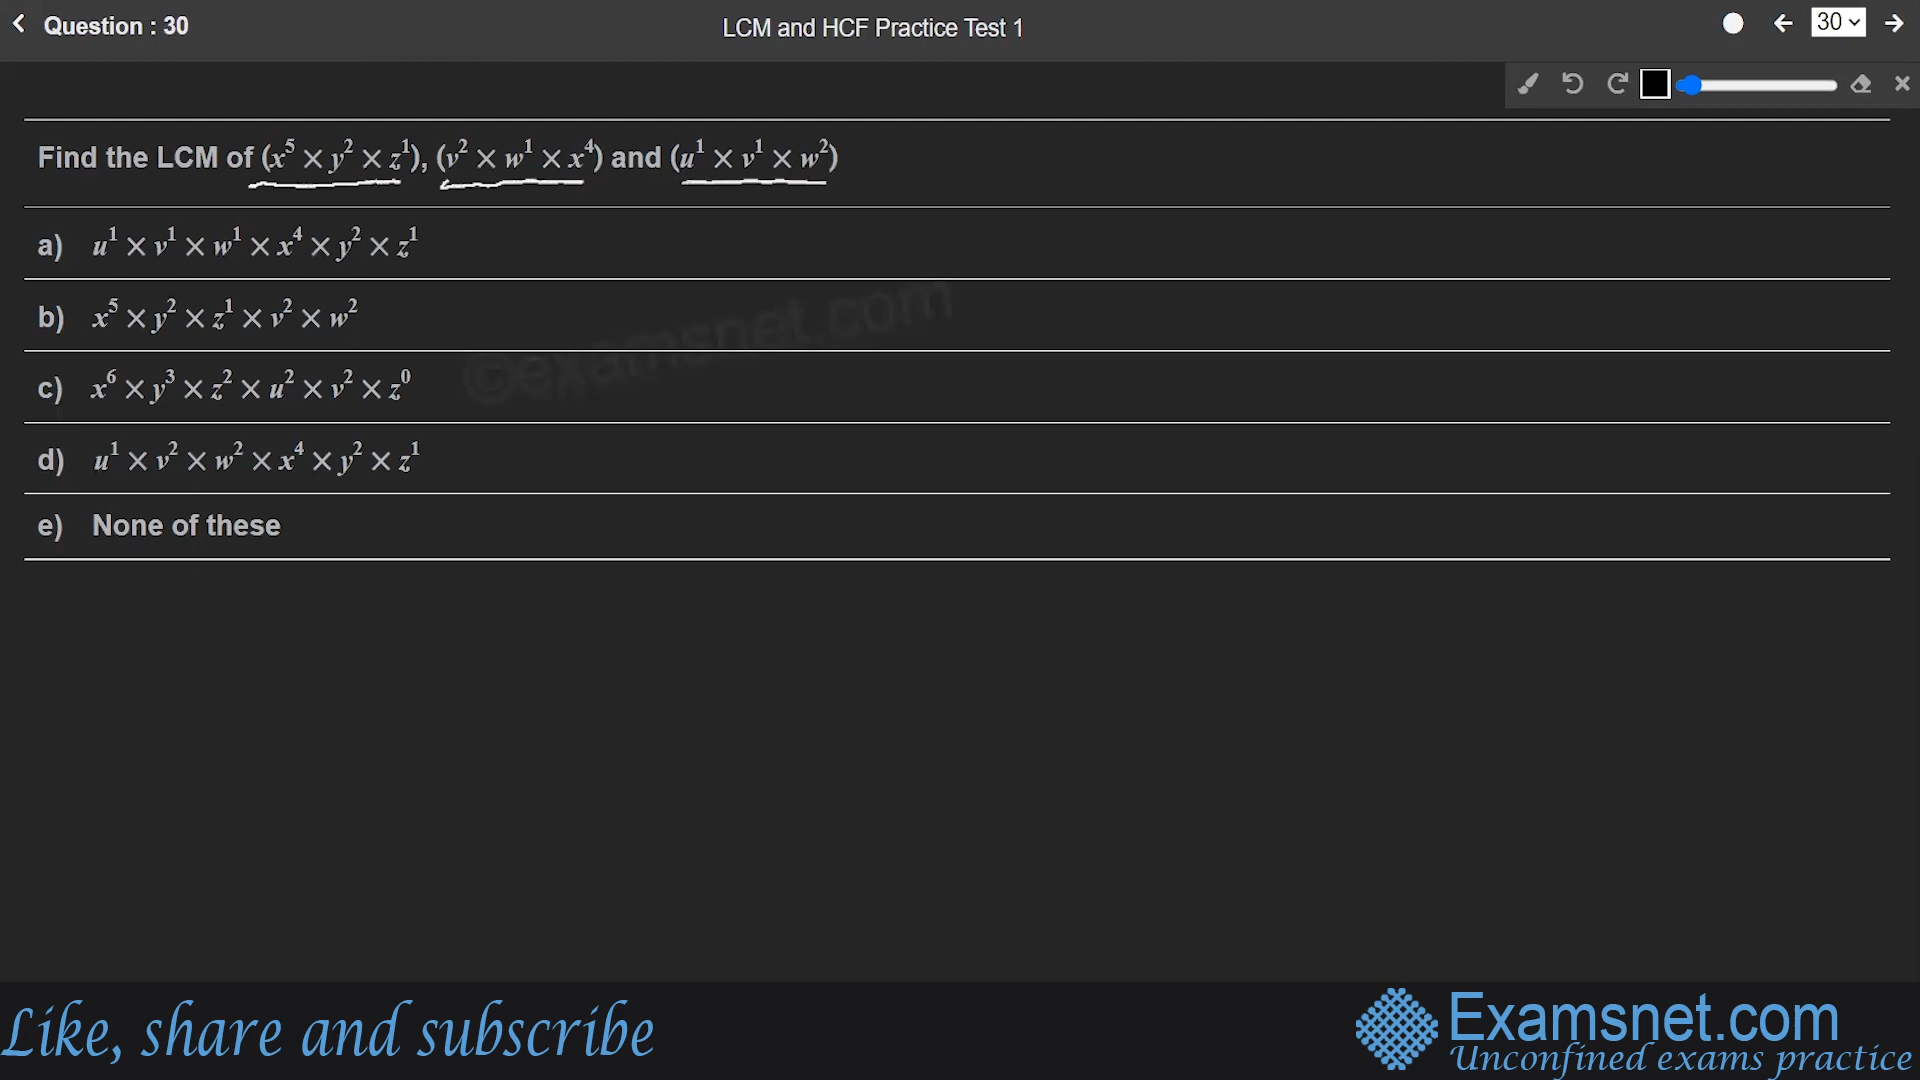 Question : 30
LCM and HCF Practice Test 1
30
Find the LCM of (x⁵ × y² × z¹), (v² × w¹ × x⁴) and (u¹ × v¹ × w²)
a) u¹ × v¹ × w¹ × x⁴ × y² × z¹
b) x⁵ × y² × z¹ × v² × w²
©examsnet.com
c) x⁶ × y³ × z² × u² × v² × z⁰
d) u¹ × v² × w² × x⁴ × y² × z¹
e) None of these
Like, share and subscribe
Examsnet.com
Unconfined exams practice